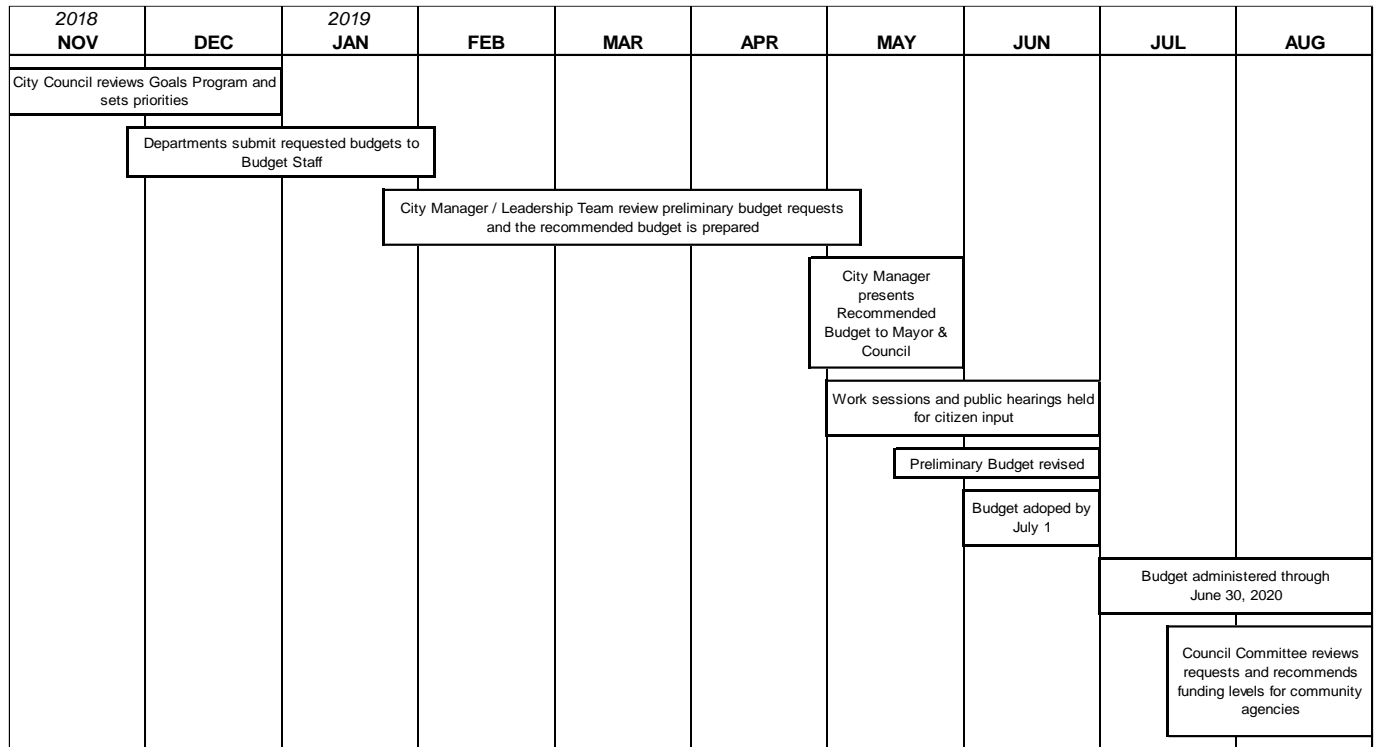 2018 2019
NOV DEC JAN FEB MAR APR MAY JUN JUL AUG
City Council reviews Goals Program and
sets priorities
Departments submit requested budgets to
Budget Staff
City Manager / Leadership Team review preliminary budget requests
and the recommended budget is prepared
City Manager
presents
Recommended
Budget to Mayor &
Council
Work sessions and public hearings held
for citizen input
Preliminary Budget revised
Budget adoped by
July 1
Budget administered through
June 30, 2020
Council Committee reviews
requests and recommends
funding levels for community
agencies